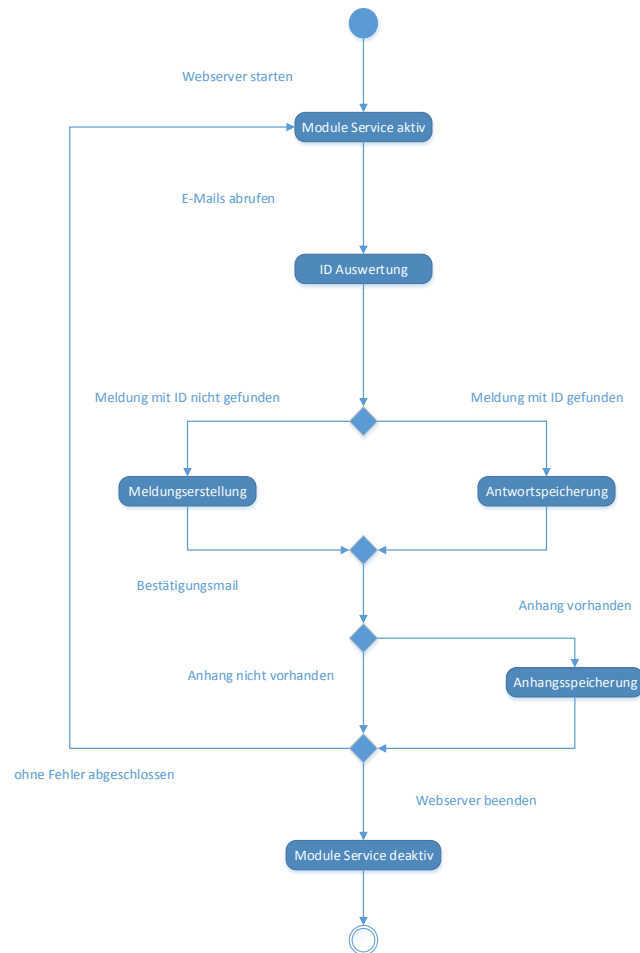 Webserver starten
Module Service aktiv
E-Mails abrufen
ID Auswertung
Meldung mit ID nicht gefunden
Meldung mit ID gefunden
Meldungserstellung
Antwortspeicherung
Bestätigungsmail
Anhang vorhanden
Anhang nicht vorhanden
Anhangsspeicherung
ohne Fehler abgeschlossen
Webserver beenden
Module Service deaktiv